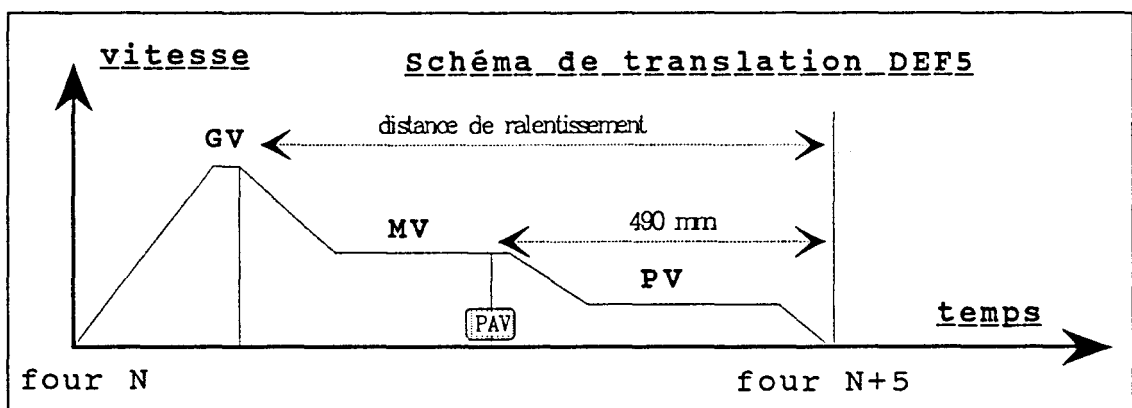 vitesse
Schéma de translation DEF5
distance de ralentissement
GV
490 mm
MV
PV
PAV
temps
four N
four N+5